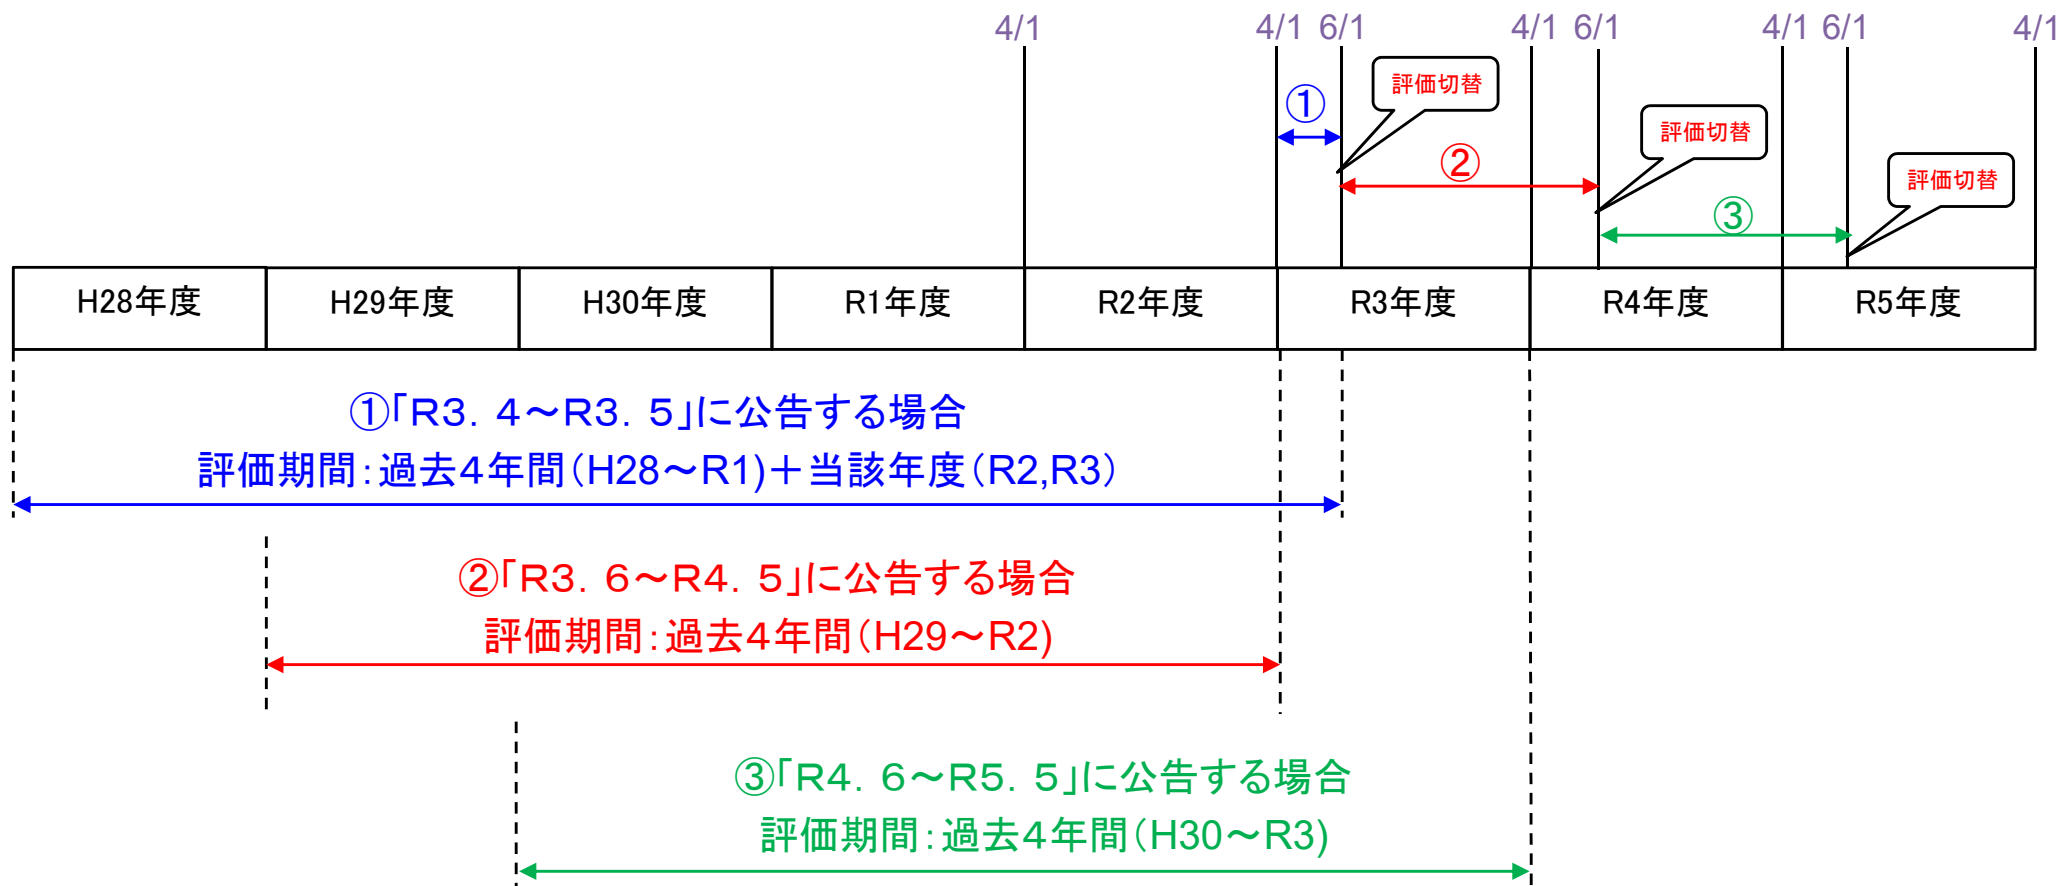 4/1 4/1 6/1 4/1 6/1 4/1 6/1 4/1
評価切替
①
評価切替
②
評価切替
③
H28年度 H29年度 H30年度 R1年度 R2年度 R3年度 R4年度 R5年度
①「R3．4～R3．5」に公告する場合
評価期間：過去4年間（H28～R1)＋当該年度（R2,R3）
②「R3．6～R4．5」に公告する場合
評価期間：過去4年間（H29～R2)
③「R4．6～R5．5」に公告する場合
評価期間：過去4年間（H30～R3)